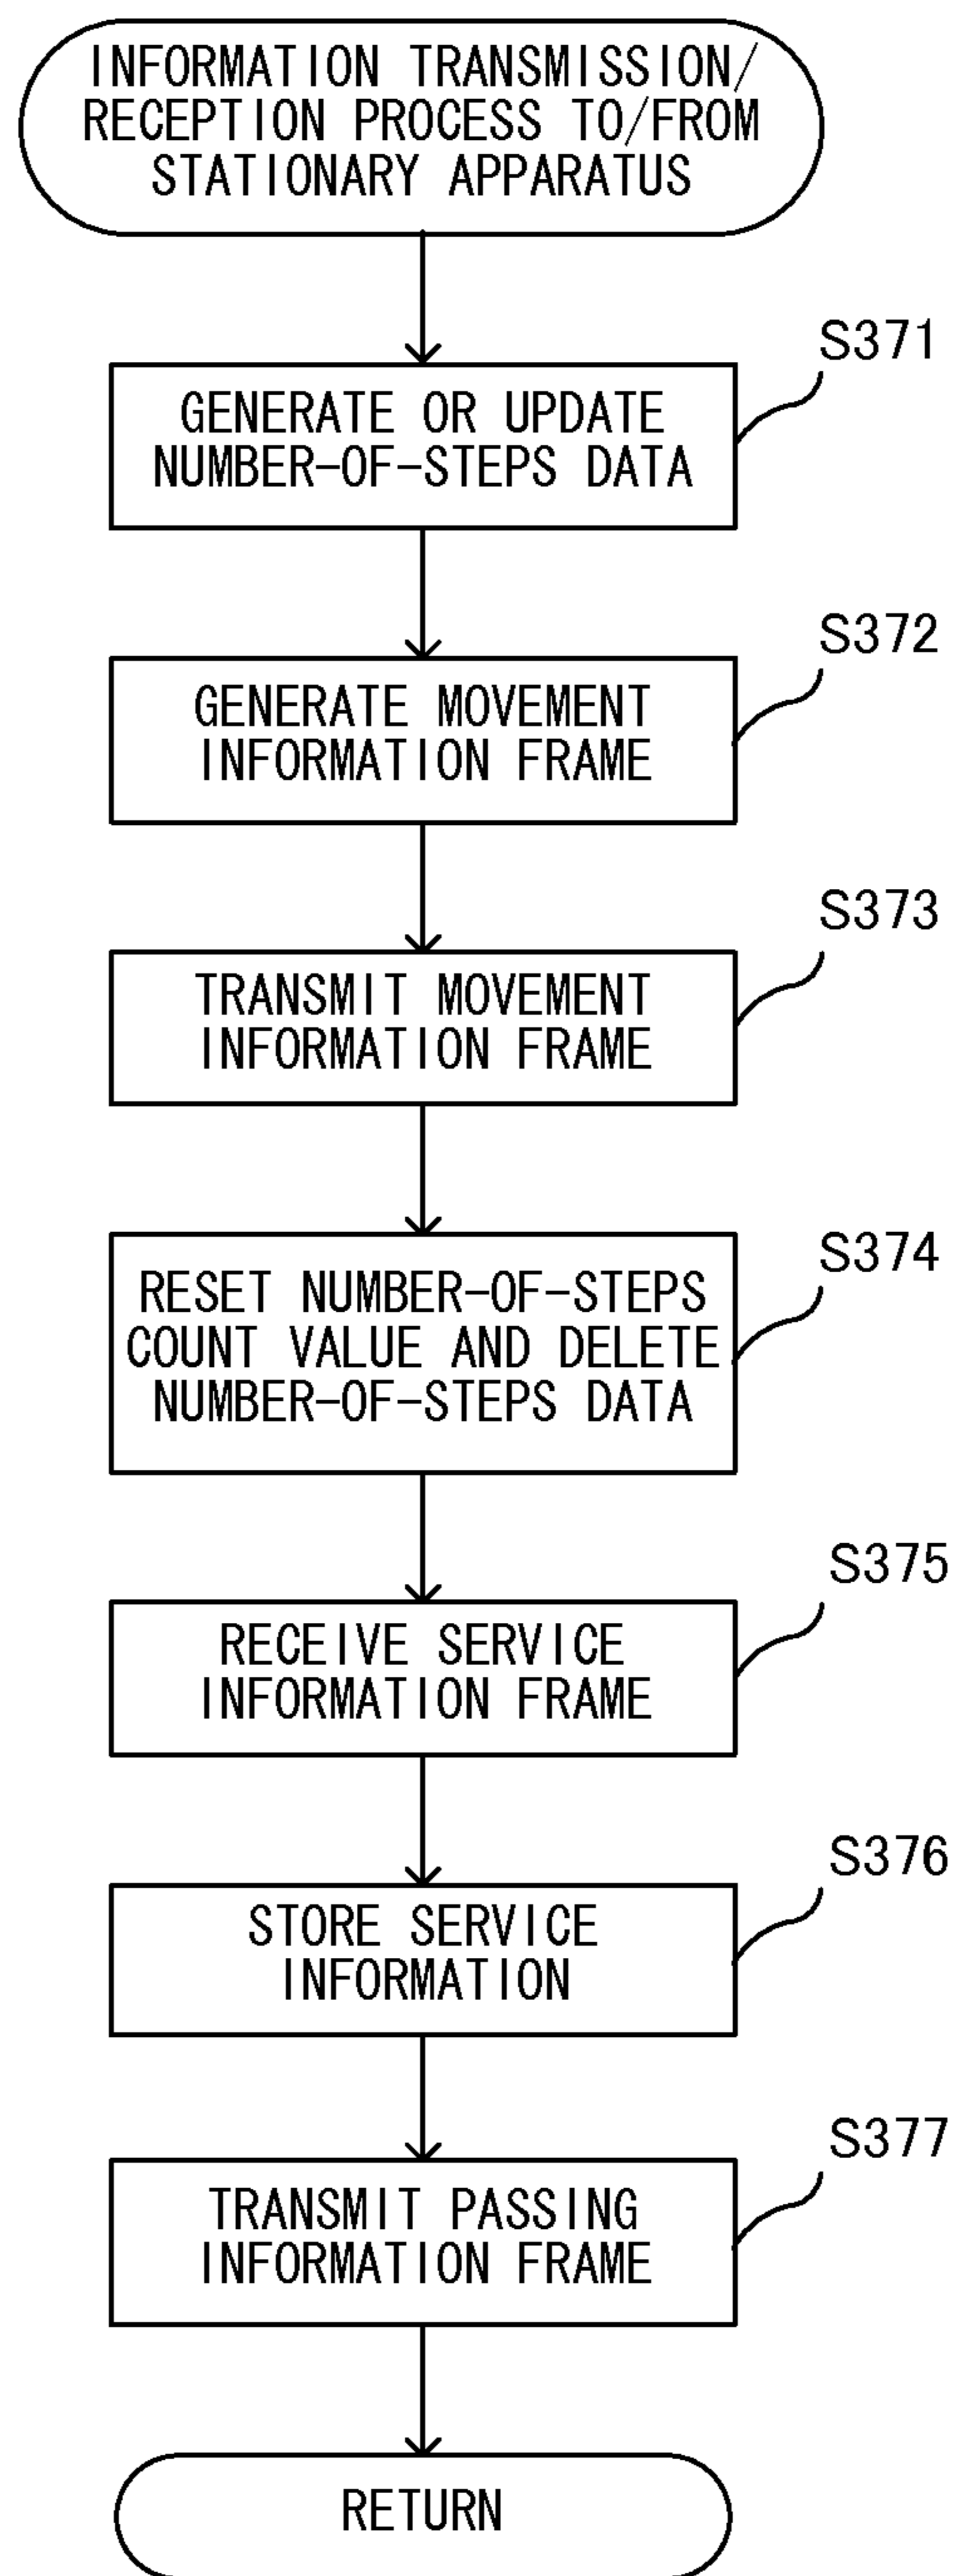 INFORMATION TRANSMISSION/
RECEPTION PROCESS TO/FROM
STATIONARY APPARATUS
S371
GENERATE OR UPDATE
NUMBER-OF-STEPS DATA
S372
GENERATE MOVEMENT
INFORMATION FRAME
S373
TRANSMIT MOVEMENT
INFORMATION FRAME
S374
RESET NUMBER-OF-STEPS
COUNT VALUE AND DELETE
NUMBER-OF-STEPS DATA
S375
RECEIVE SERVICE
INFORMATION FRAME
S376
STORE SERVICE
INFORMATION
S377
TRANSMIT PASSING
INFORMATION FRAME
RETURN